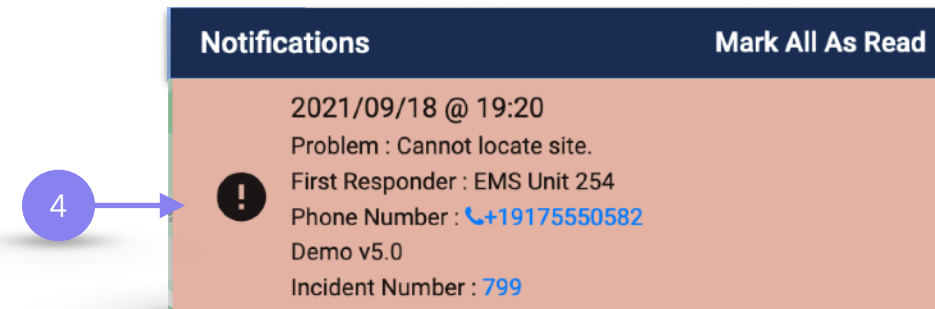 Notifications Mark All As Read
2021/09/18 @ 19:20
Problem : Cannot locate site.
4
First Responder : EMS Unit 254
Phone Number : +19175550582
Demo v5.0
Incident Number : 799